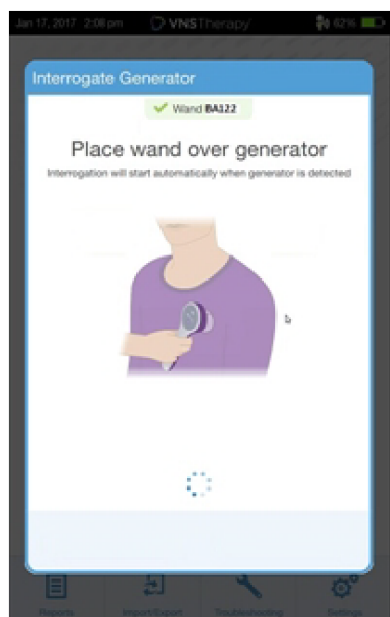 Jan 17, 2017 2:08 pm VNSTherapy 62%
Interrogate Generator
Wand BA122
Place wand over generator
Interrogation will start automatically when generator is detected
Reports Import/Export Troubleshooting Settings